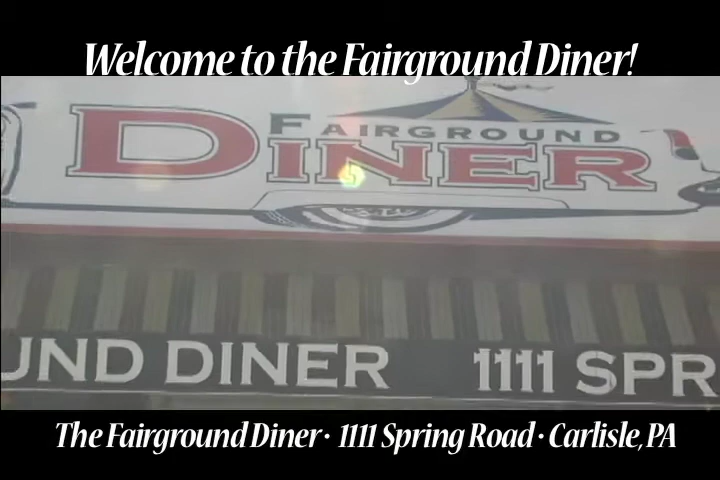 Welcome to the Fairground Diner!
FAIRGROUND
DINER
UND DINER 1111 SPR
The Fairground Diner · 1111 Spring Road · Carlisle, PA